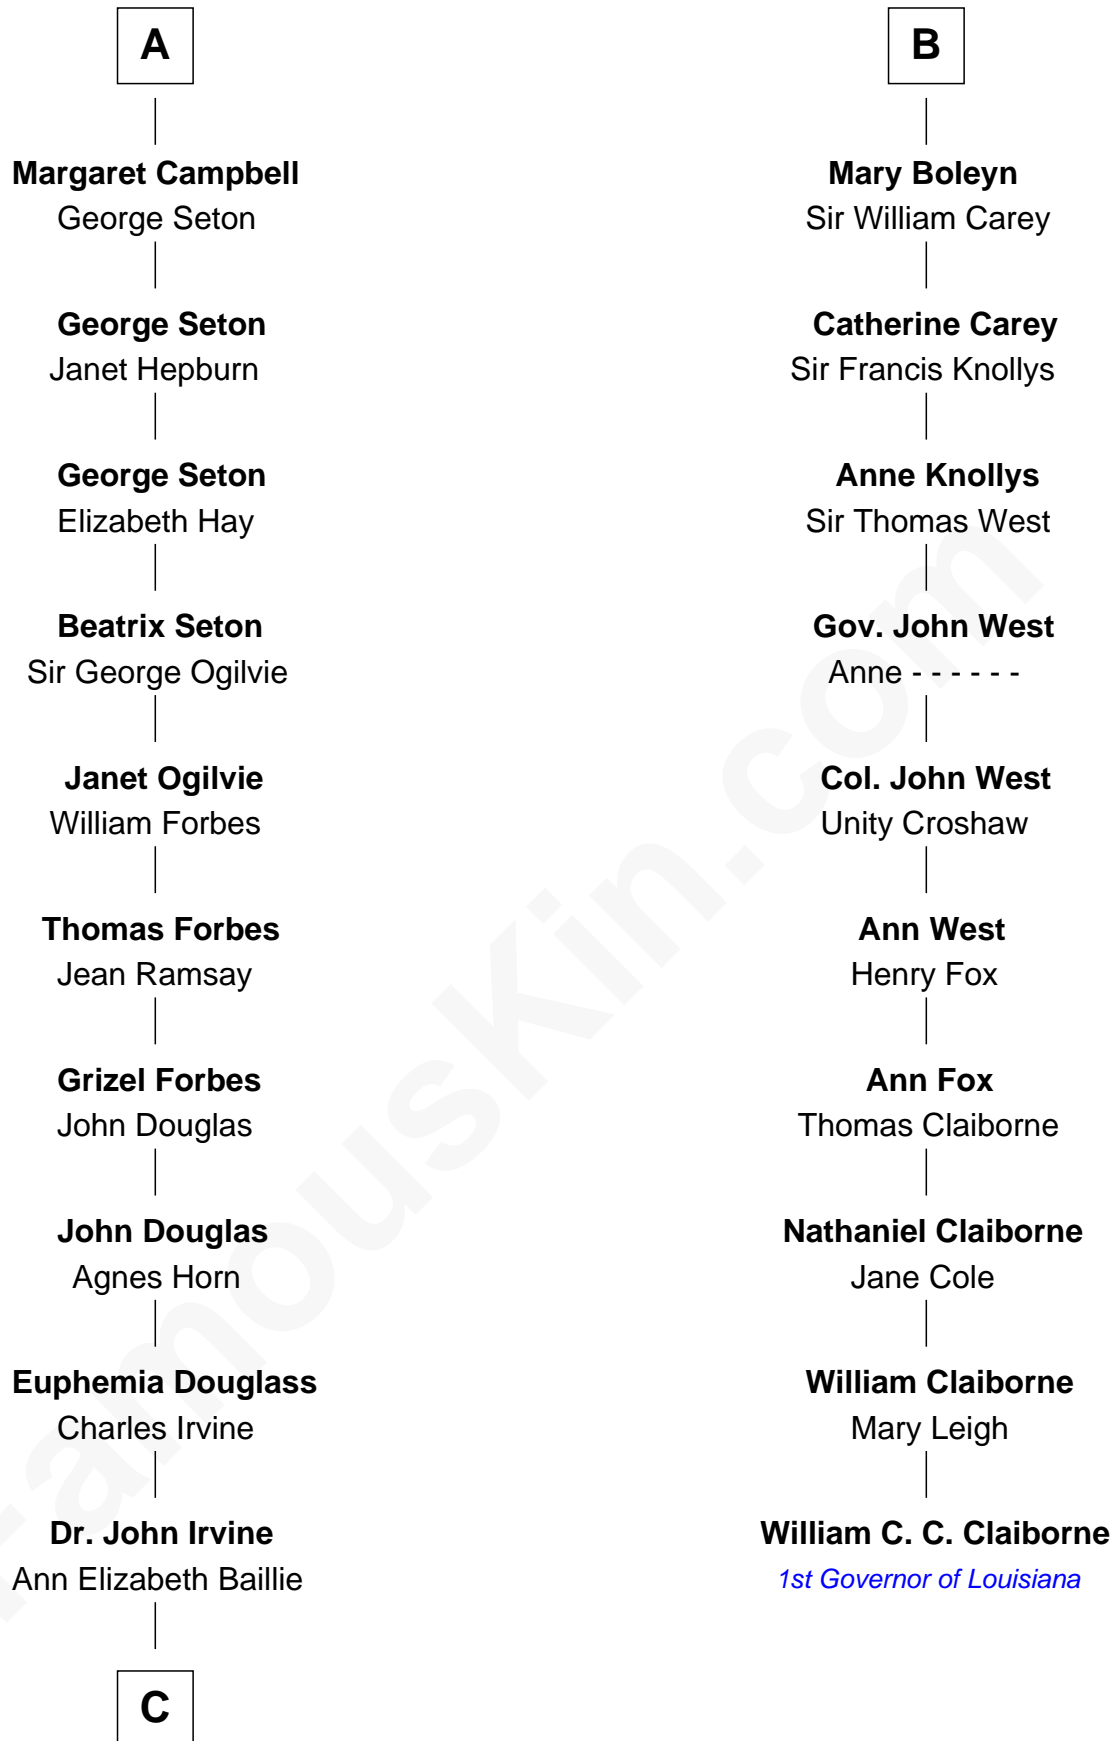 A
Margaret Campbell
George Seton
George Seton
Janet Hepburn
George Seton
Elizabeth Hay
Beatrix Seton
Sir George Ogilvie
Janet Ogilvie
William Forbes
Thomas Forbes
Jean Ramsay
Grizel Forbes
John Douglas
John Douglas
Agnes Horn
Euphemia Douglass
Charles Irvine
Dr. John Irvine
Ann Elizabeth Baillie
C
B
Mary Boleyn
Sir William Carey
Catherine Carey
Sir Francis Knollys
Anne Knollys
Sir Thomas West
Gov. John West
Anne - - - - - -
Col. John West
Unity Croshaw
Ann West
Henry Fox
Ann Fox
Thomas Claiborne
Nathaniel Claiborne
Jane Cole
William Claiborne
Mary Leigh
William C. C. Claiborne
1st Governor of Louisiana
FamousKin.com